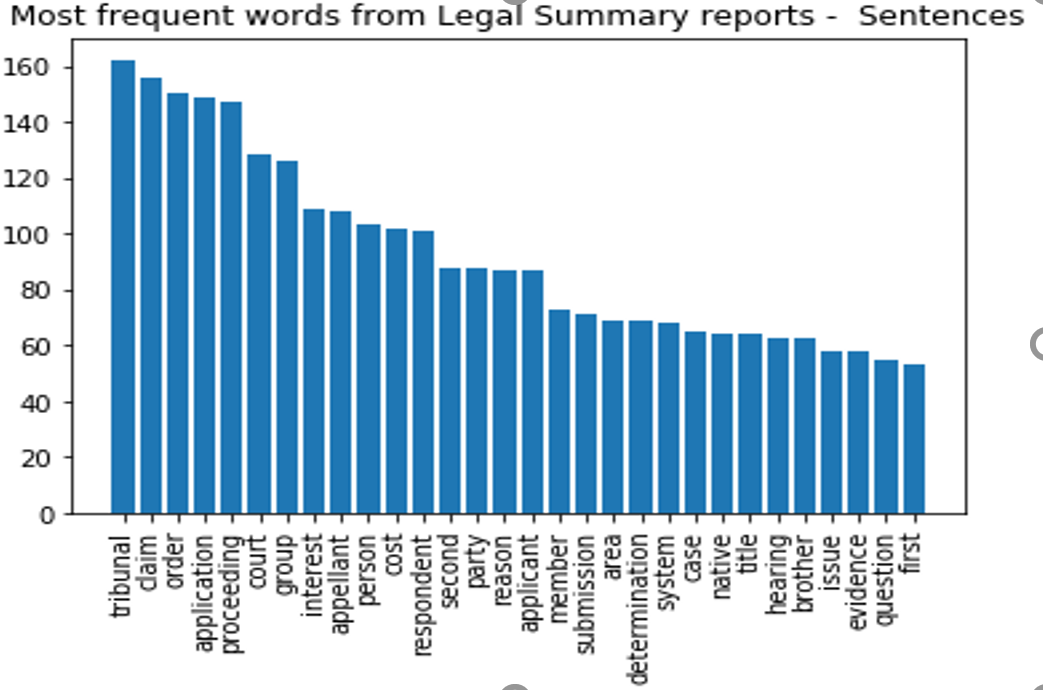 Most frequent words from Legal Summary reports -  Sentences
160
140
120
100
80
60
40
20
0
tribunal
claim
order
application
proceeding
court
group
interest
appellant
person
cost
respondent
second
party
reason
applicant
member
submission
area
determination
system
case
native
title
hearing
brother
issue
evidence
question
first